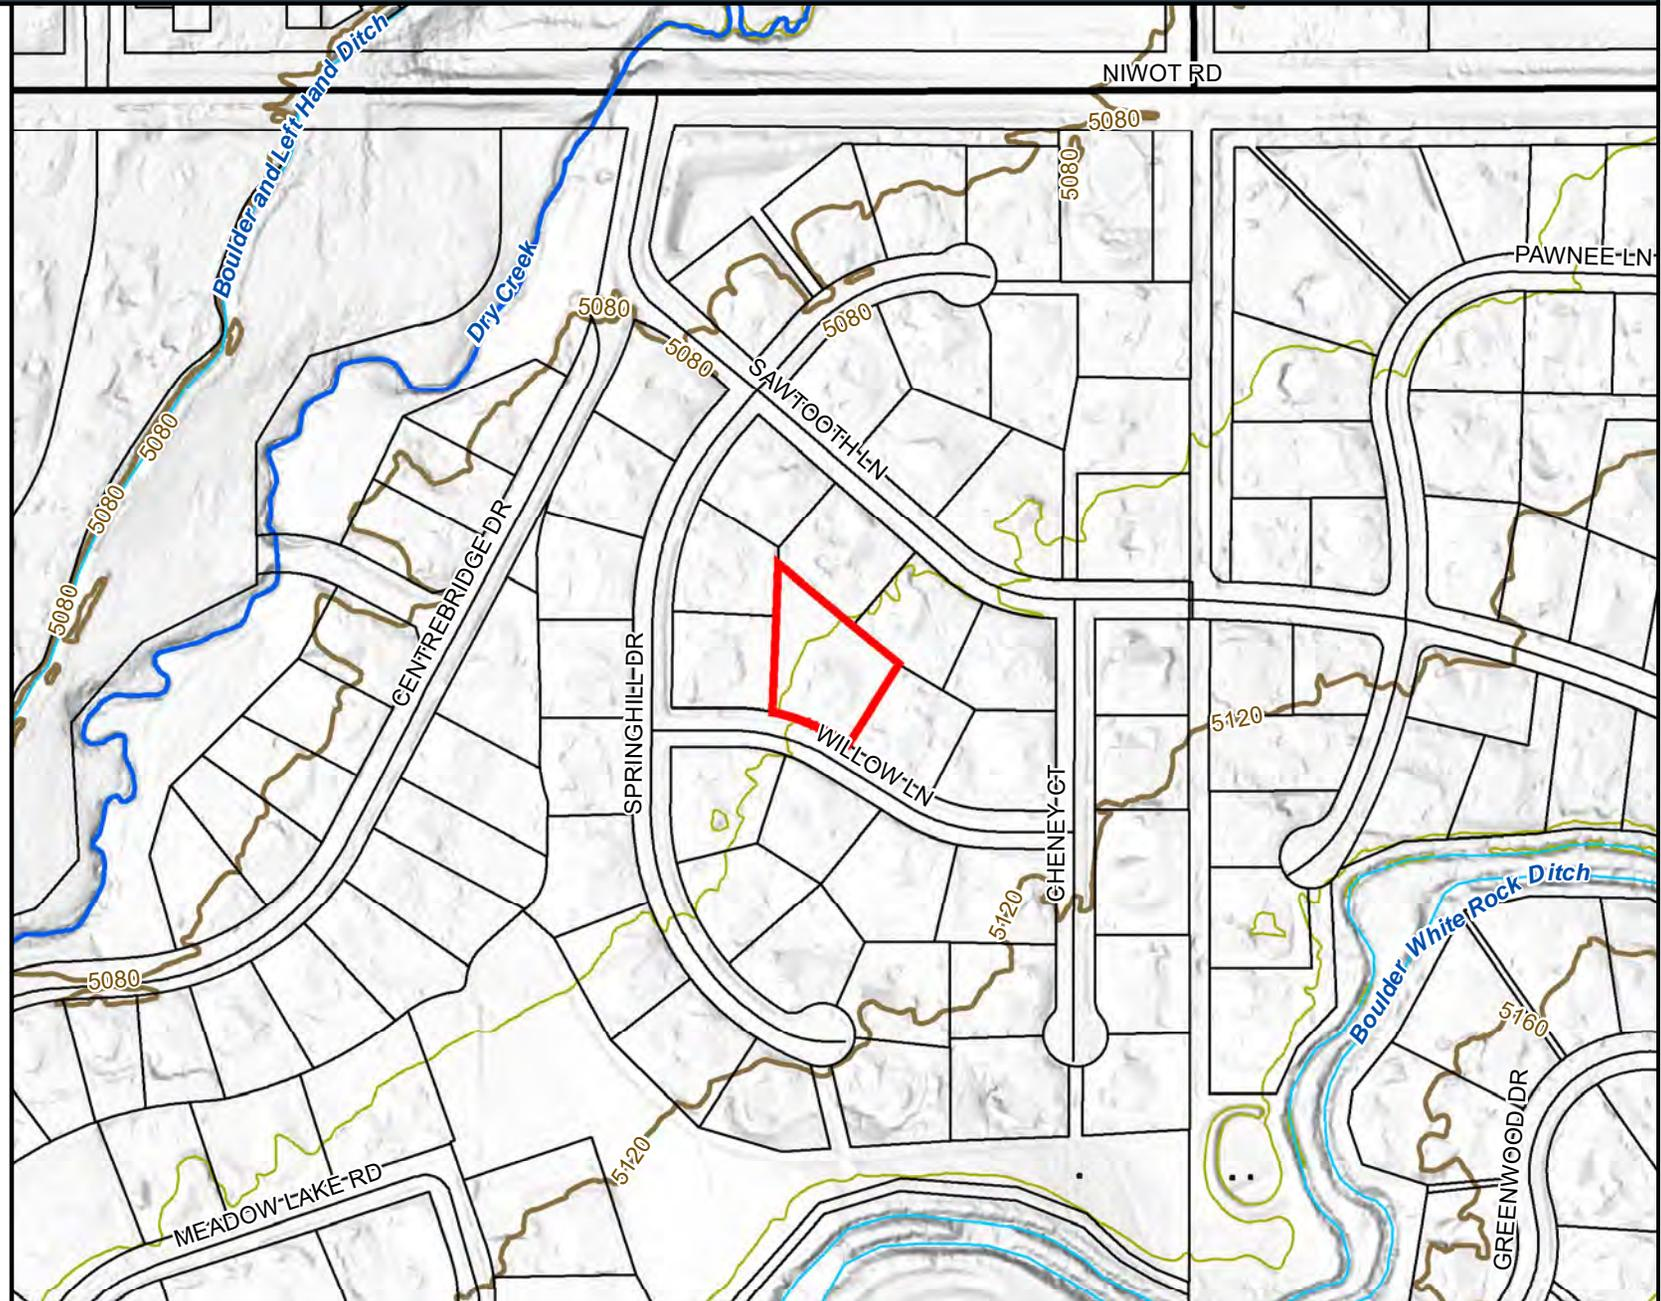 Boulder and Left Hand Ditch
NIWOT RD
5080
5080
PAWNEE LN
Dry Creek
5080
5080
5080
SAWTOOTH LN
5080
5080
5080
CENTREBRIDGE DR
SPRINGHILL DR
WILLOW LN
CHENEY CT
5120
5120
Boulder White Rock Ditch
5080
5160
5120
MEADOW LAKE RD
GREENWOOD DR